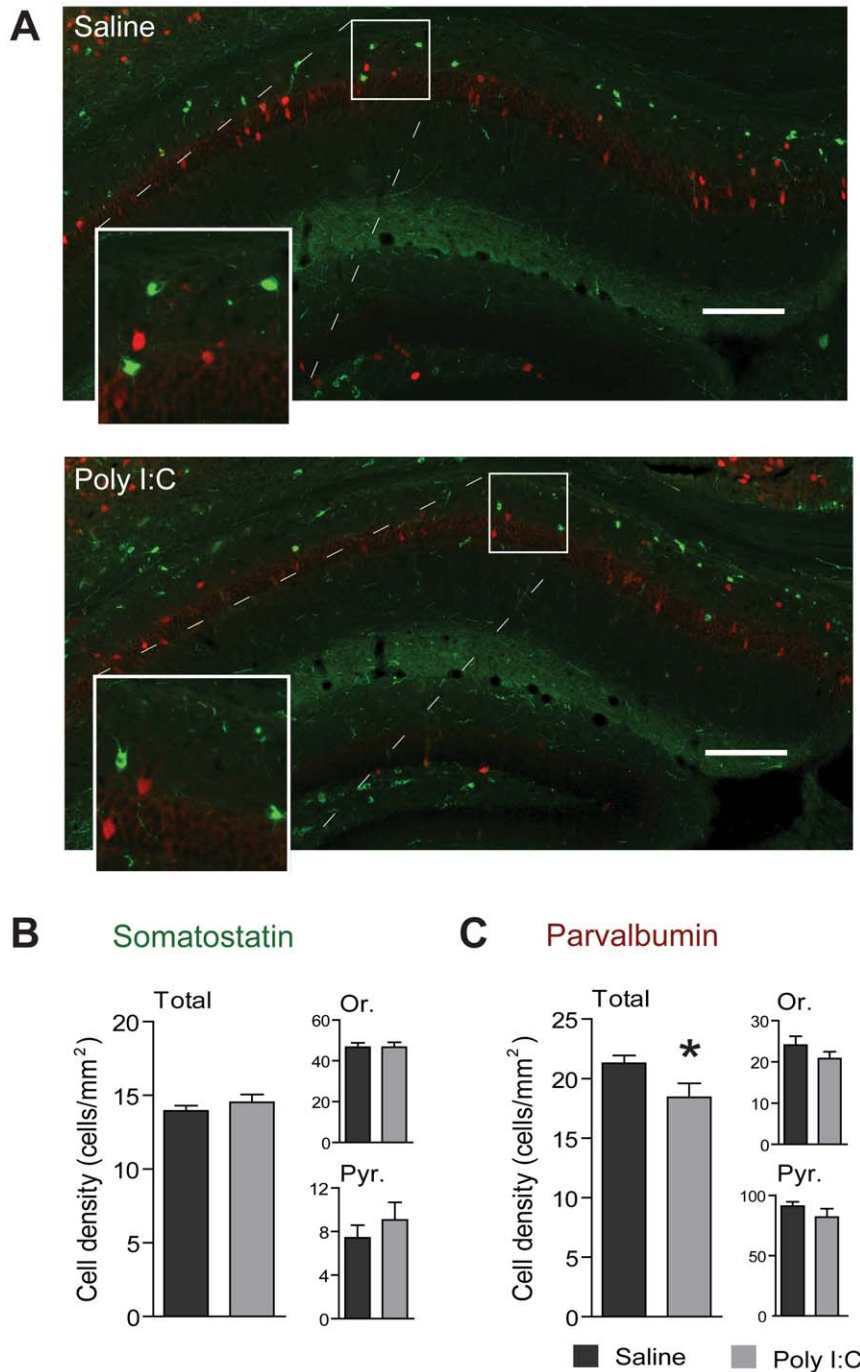 A
Saline
Poly I:C
B Somatostatin
Total
Cell density (cells/mm²)
20
15
10
5
0
Or.
60
40
20
0
Pyr.
12
8
4
0
C Parvalbumin
Total
Cell density (cells/mm²)
25
20
15
10
5
0
*
Or.
30
20
10
0
Pyr.
100
50
0
Saline Poly I:C